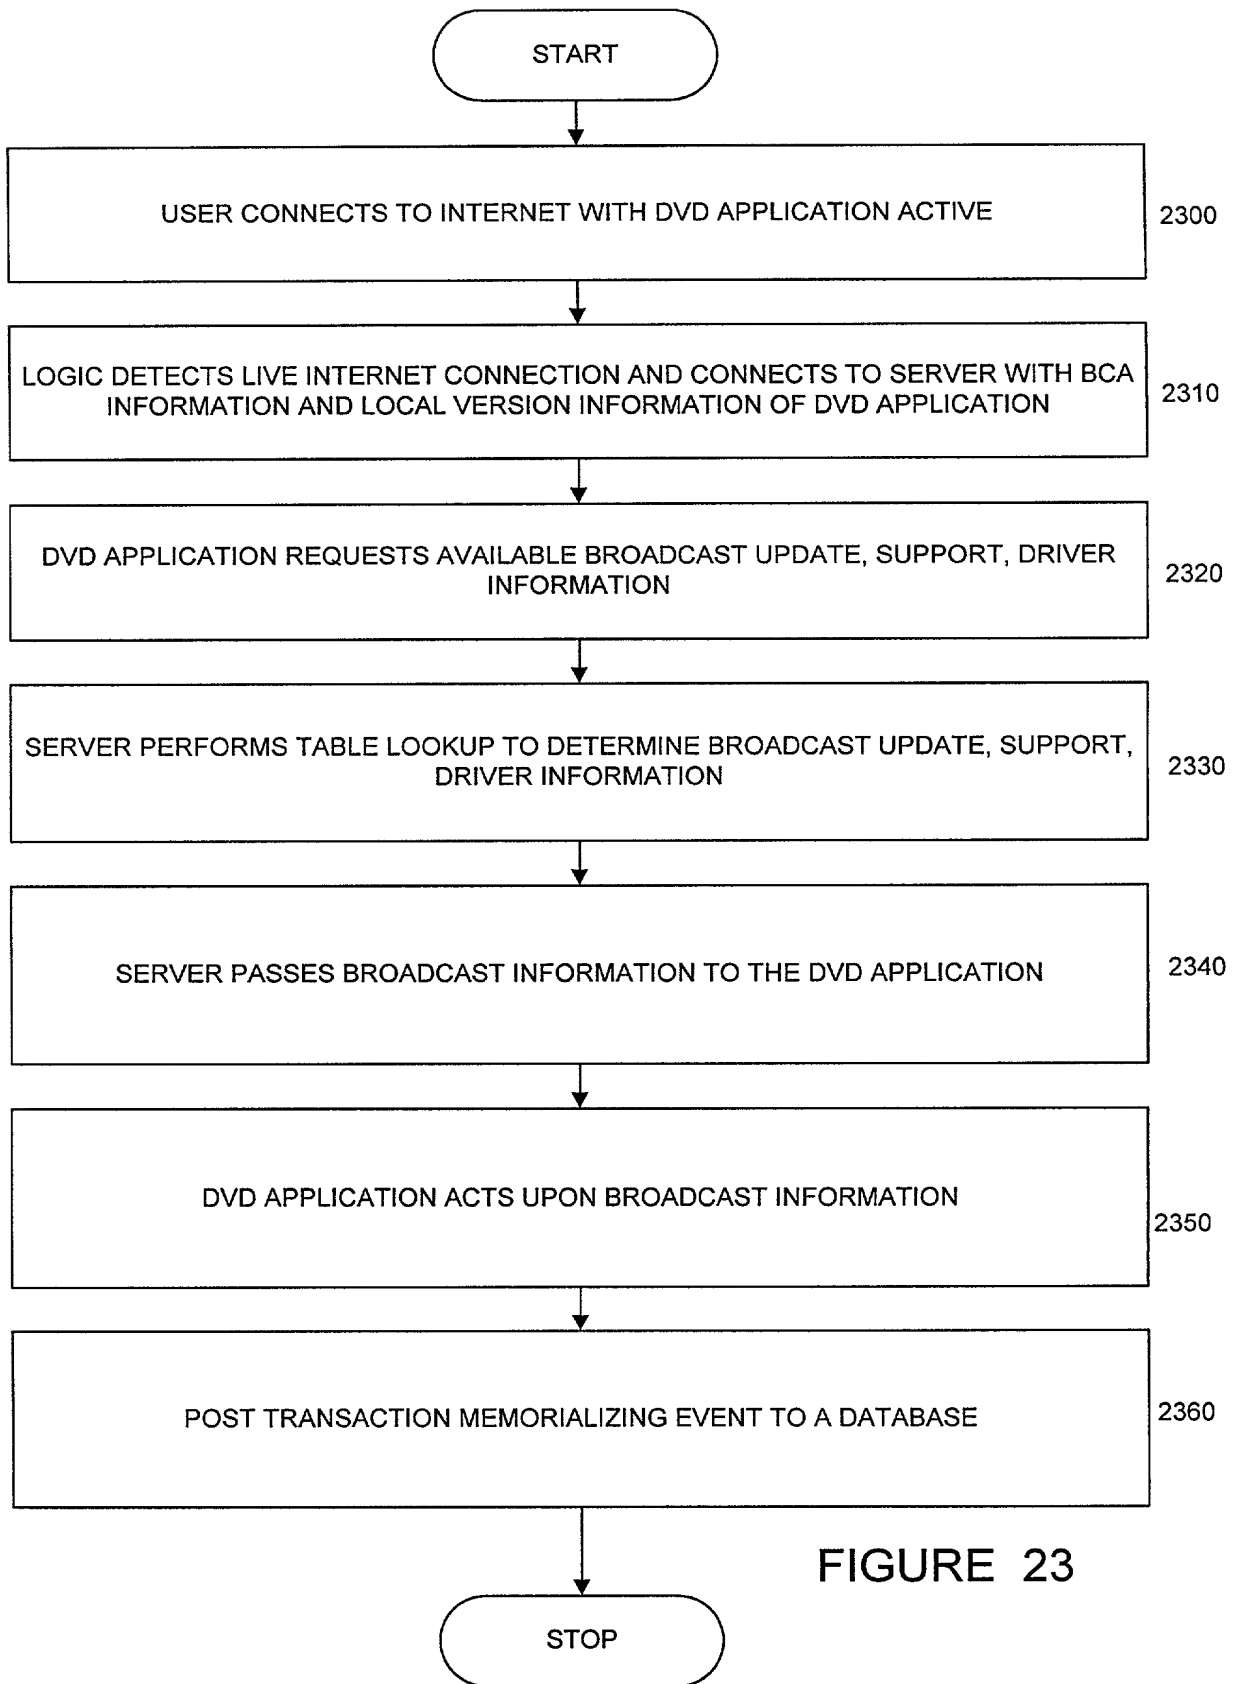 START
USER CONNECTS TO INTERNET WITH DVD APPLICATION ACTIVE
2300
LOGIC DETECTS LIVE INTERNET CONNECTION AND CONNECTS TO SERVER WITH BCA
INFORMATION AND LOCAL VERSION INFORMATION OF DVD APPLICATION
2310
DVD APPLICATION REQUESTS AVAILABLE BROADCAST UPDATE, SUPPORT, DRIVER
INFORMATION
2320
SERVER PERFORMS TABLE LOOKUP TO DETERMINE BROADCAST UPDATE, SUPPORT,
DRIVER INFORMATION
2330
SERVER PASSES BROADCAST INFORMATION TO THE DVD APPLICATION
2340
DVD APPLICATION ACTS UPON BROADCAST INFORMATION
2350
POST TRANSACTION MEMORIALIZING EVENT TO A DATABASE
2360
FIGURE 23
STOP